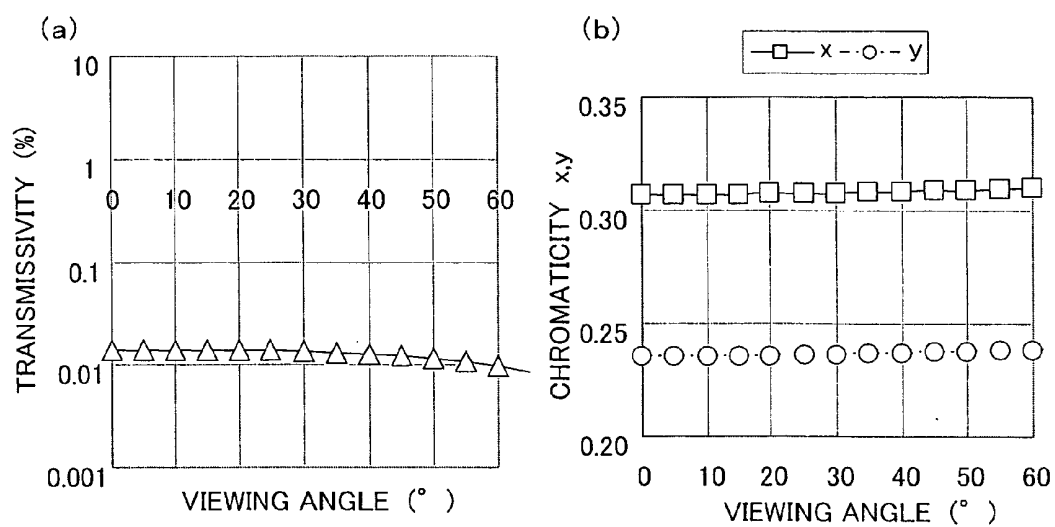 (a)
10
1
0 10 20 30 40 50 60
0.1
0.01
0.001
TRANSMISSIVITY (%)
VIEWING ANGLE (°)
(b)
x y
0.35
0.30
0.25
0.20
0 10 20 30 40 50 60
CHROMATICITY x,y
VIEWING ANGLE (°)